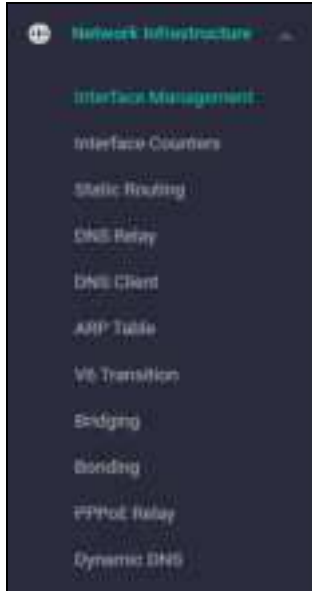 Network Infrastructure
Interface Management
Interface Counters
Static Routing
DNS Relay
DNS Client
ARP Table
V6 Transition
Bridging
Bonding
PPPoE Relay
Dynamic DNS